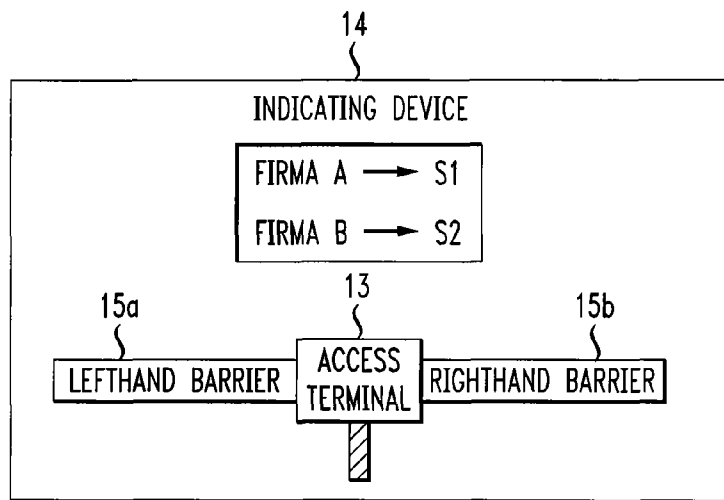 14
INDICATING DEVICE
FIRMA A → S1
FIRMA B → S2
13
15a
15b
LEFTHAND BARRIER
ACCESS
TERMINAL
RIGHTHAND BARRIER